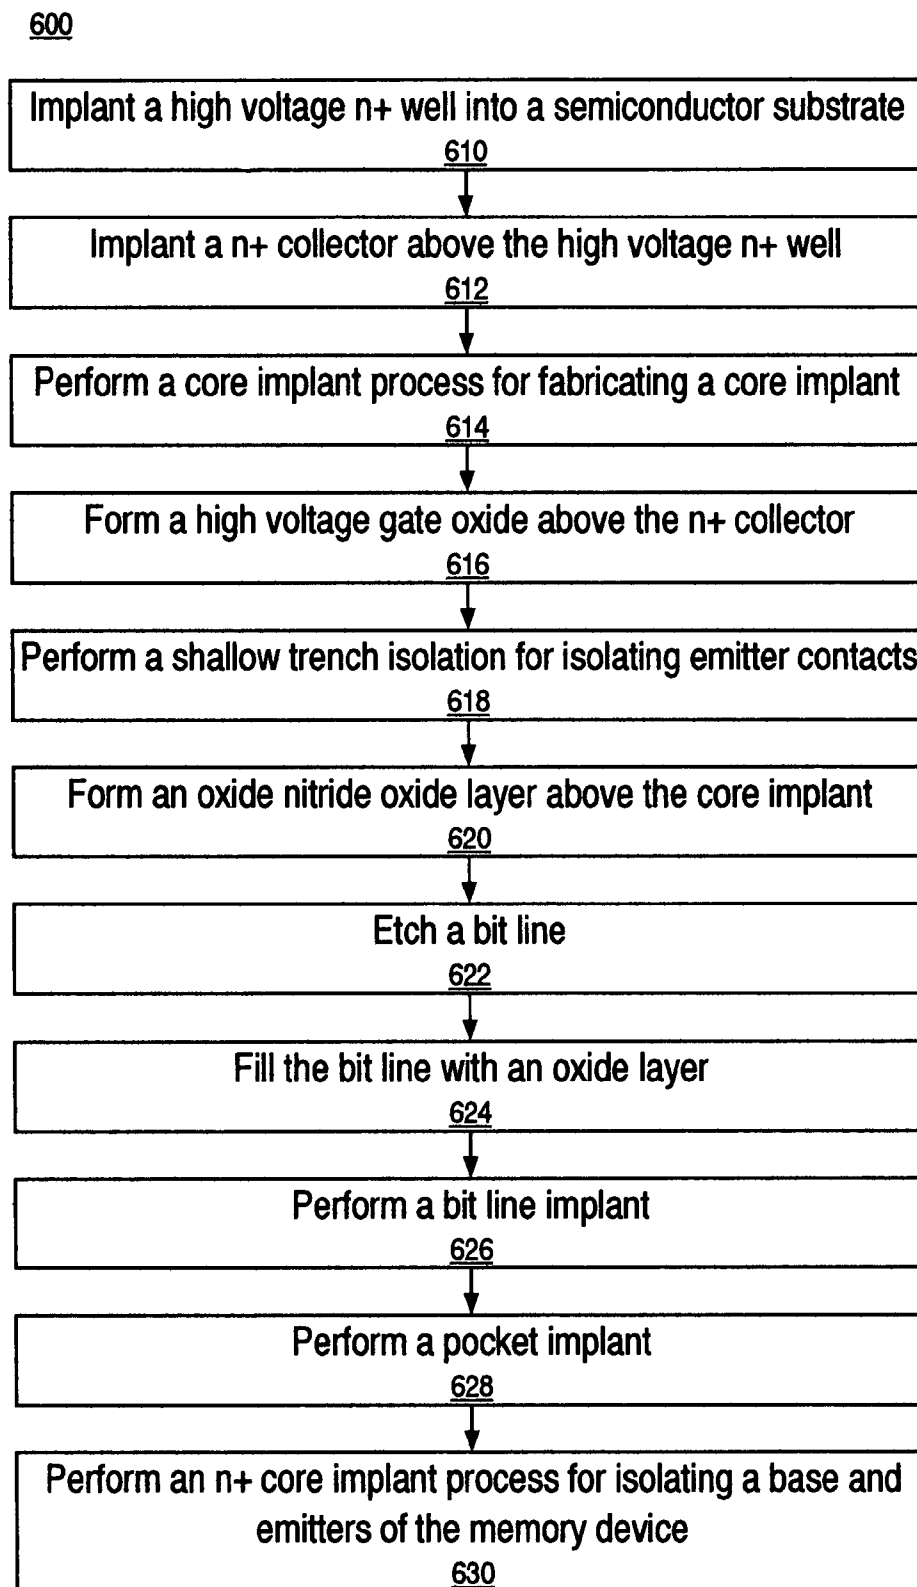 600
Implant a high voltage n+ well into a semiconductor substrate
610
Implant a n+ collector above the high voltage n+ well
612
Perform a core implant process for fabricating a core implant
614
Form a high voltage gate oxide above the n+ collector
616
Perform a shallow trench isolation for isolating emitter contacts
618
Form an oxide nitride oxide layer above the core implant
620
Etch a bit line
622
Fill the bit line with an oxide layer
624
Perform a bit line implant
626
Perform a pocket implant
628
Perform an n+ core implant process for isolating a base and
emitters of the memory device
630